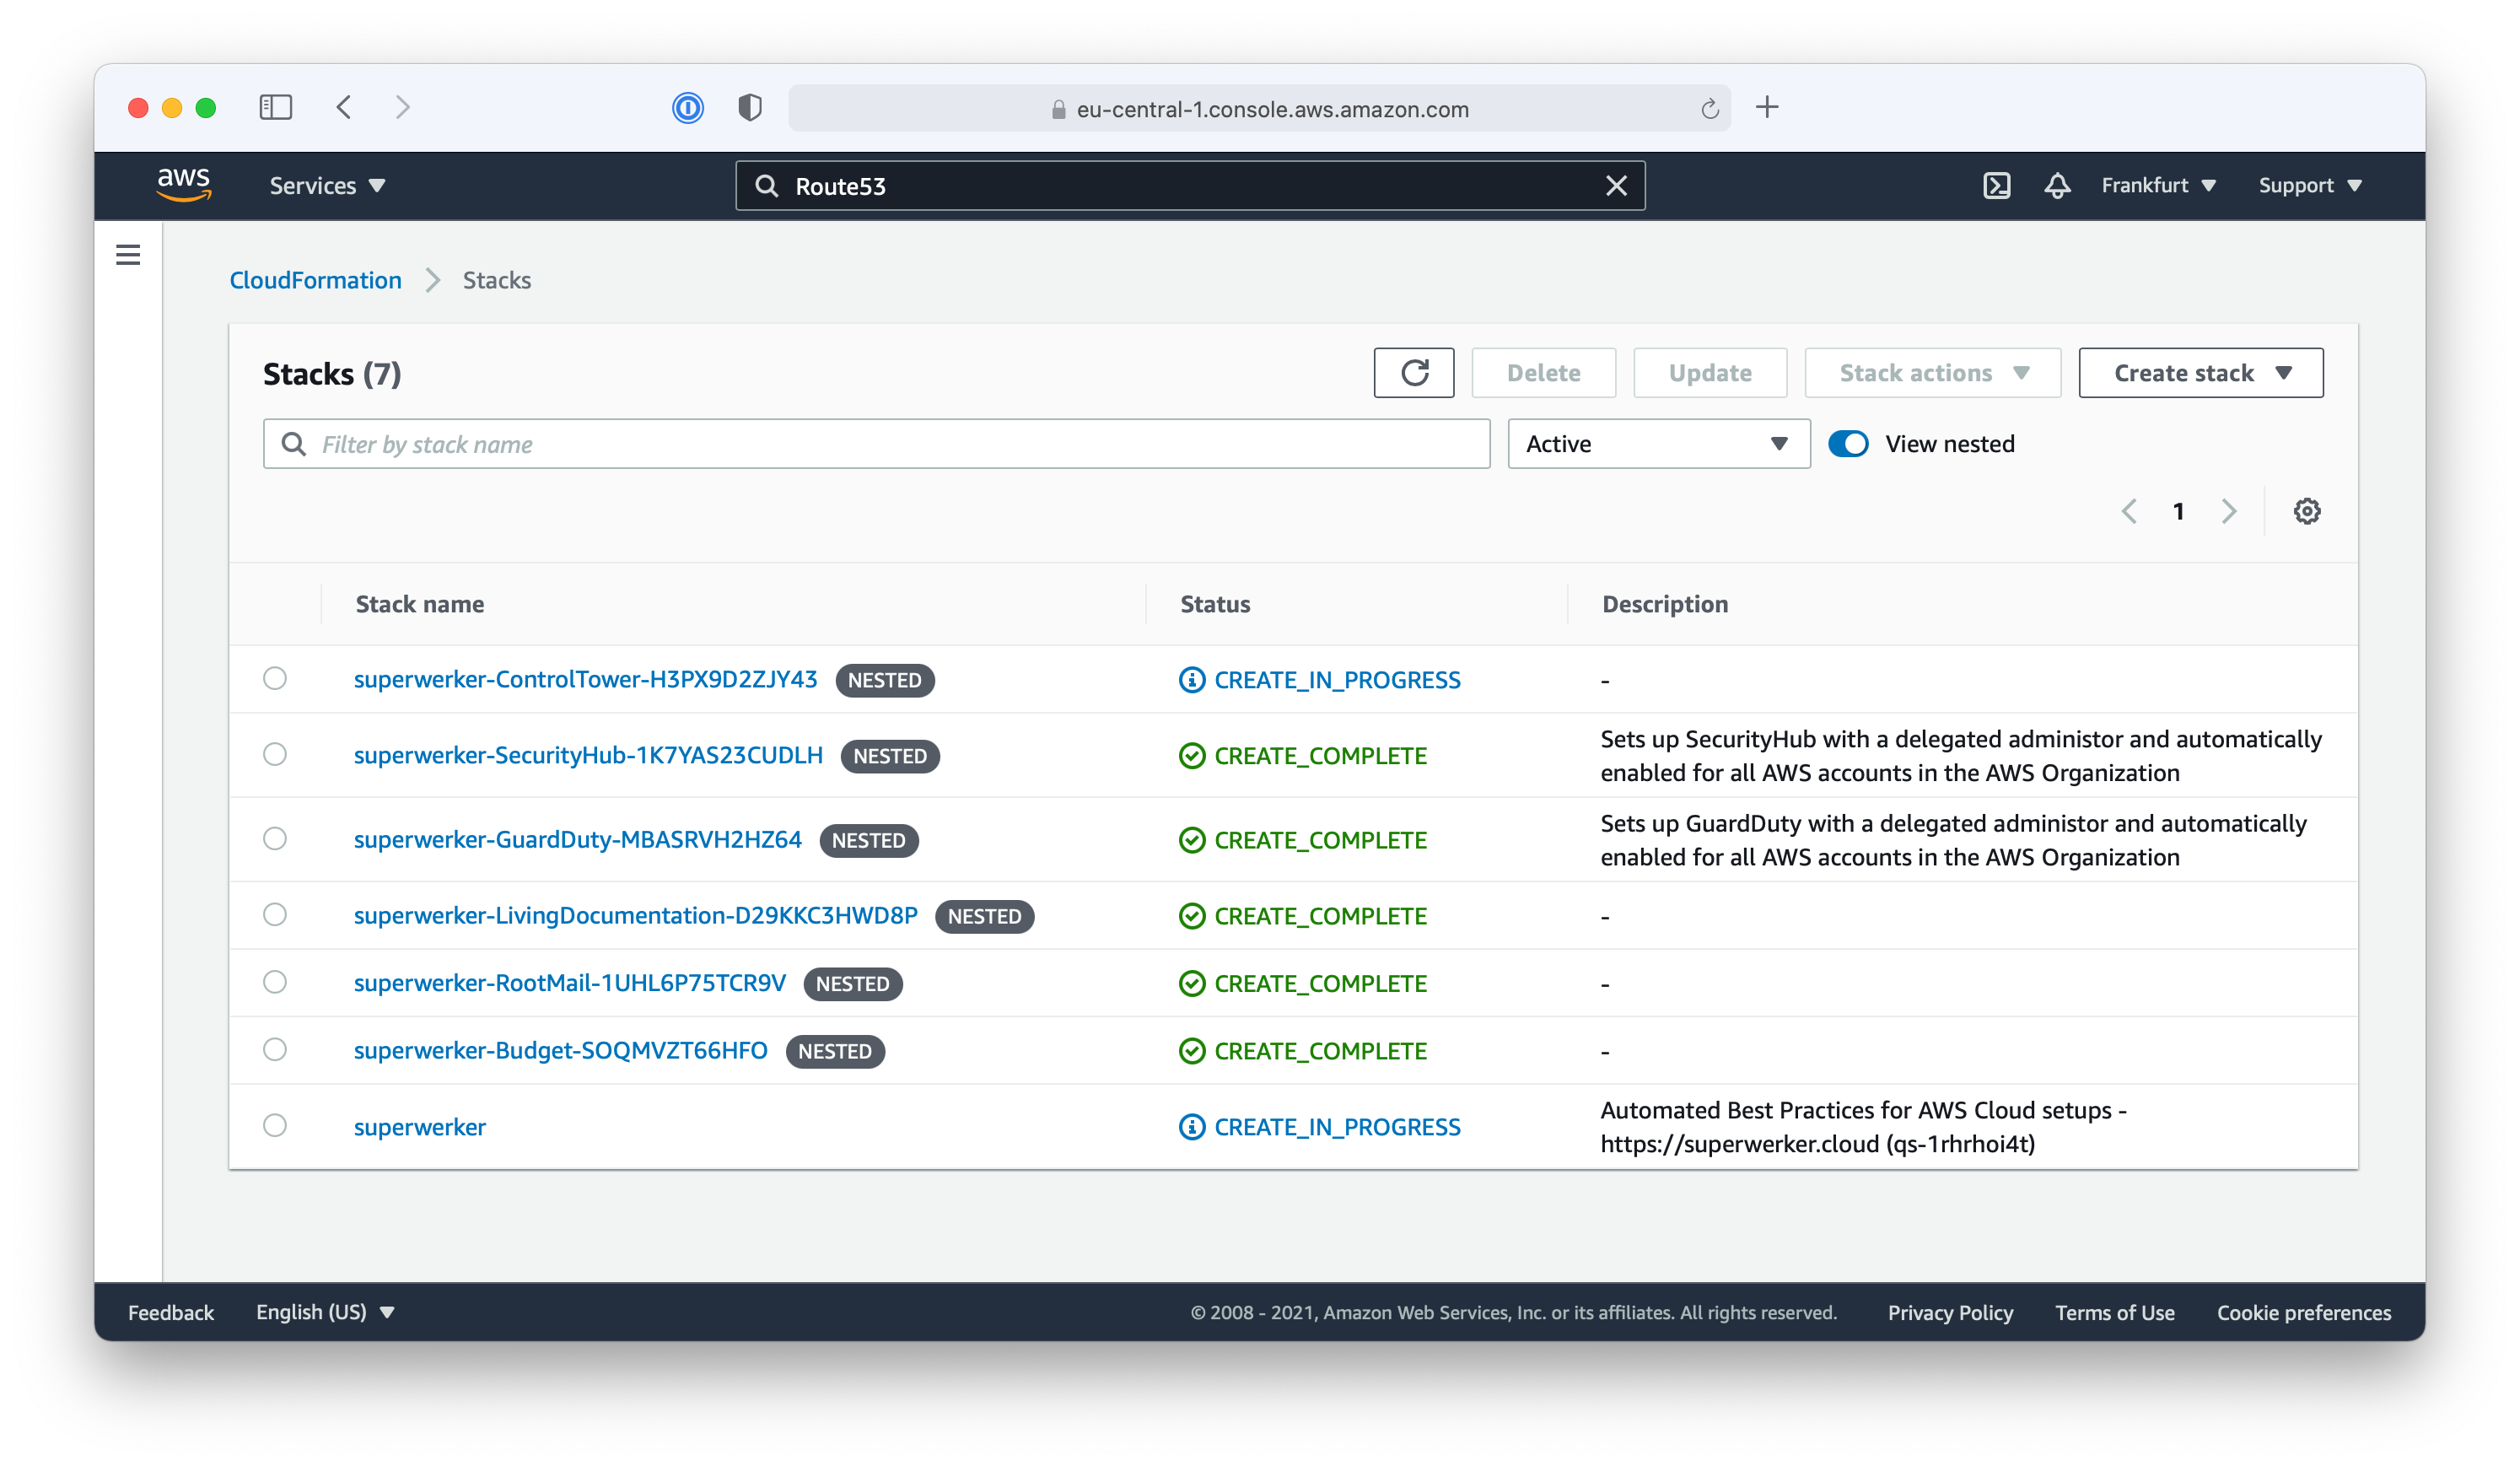 eu-central-1.console.aws.amazon.com
aws Services Route53 Frankfurt Support
CloudFormation Stacks
Stacks (7) Delete Update Stack actions Create stack
Filter by stack name Active View nested
1
Stack name Status Description
superwerker-ControlTower-H3PX9D2ZJY43 NESTED CREATE_IN_PROGRESS -
superwerker-SecurityHub-1K7YAS23CUDLH NESTED CREATE_COMPLETE Sets up SecurityHub with a delegated administor and automatically
enabled for all AWS accounts in the AWS Organization
superwerker-GuardDuty-MBASRVH2HZ64 NESTED CREATE_COMPLETE Sets up GuardDuty with a delegated administor and automatically
enabled for all AWS accounts in the AWS Organization
superwerker-LivingDocumentation-D29KKC3HWD8P NESTED CREATE_COMPLETE -
superwerker-RootMail-1UHL6P75TCR9V NESTED CREATE_COMPLETE -
superwerker-Budget-SOQMVZT66HFO NESTED CREATE_COMPLETE -
superwerker CREATE_IN_PROGRESS Automated Best Practices for AWS Cloud setups -
https://superwerker.cloud (qs-1rhrhoi4t)
Feedback English (US) © 2008 - 2021, Amazon Web Services, Inc. or its affiliates. All rights reserved. Privacy Policy Terms of Use Cookie preferences